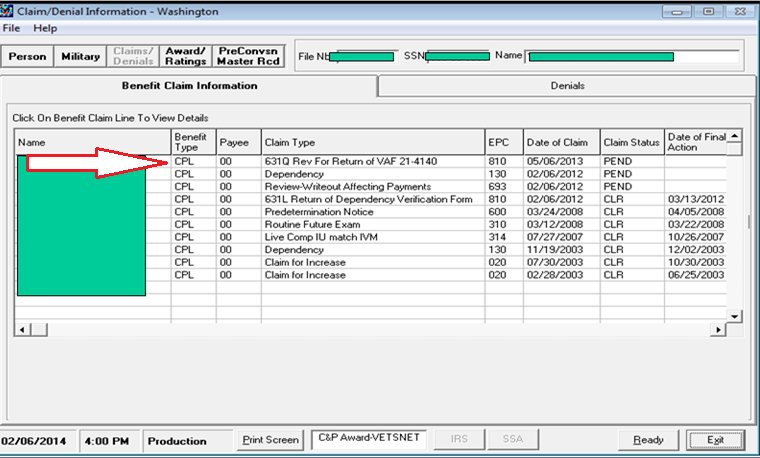 Claim/Denial Information - Washington
File Help
Person Military Claims/ Denials Award/ Ratings PreConvsn Master Rcd File Nb SSN Name
Benefit Claim Information Denials
Click On Benefit Claim Line To View Details
Name Benefit Type Payee Claim Type EPC Date of Claim Claim Status Date of Final Action
CPL 00 631Q Rev For Return of VAF 21-4140 810 05/06/2013 PEND
CPL 00 Dependency 130 02/06/2012 PEND
CPL 00 Review-Writeout Affecting Payments 693 02/06/2012 PEND
CPL 00 631L Return of Dependency Verification Form 810 02/06/2012 CLR 03/13/2012
CPL 00 Predetermination Notice 600 03/24/2008 CLR 04/05/2008
CPL 00 Routine Future Exam 310 03/12/2008 CLR 03/22/2008
CPL 00 Live Comp IU match IVM 314 07/27/2007 CLR 10/26/2007
CPL 00 Dependency 130 11/19/2003 CLR 12/02/2003
CPL 00 Claim for Increase 020 07/30/2003 CLR 10/30/2003
CPL 00 Claim for Increase 020 02/28/2003 CLR 06/25/2003
02/06/2014 4:00 PM Production Print Screen C&P Award-VETSNET IRS SSA Ready Exit